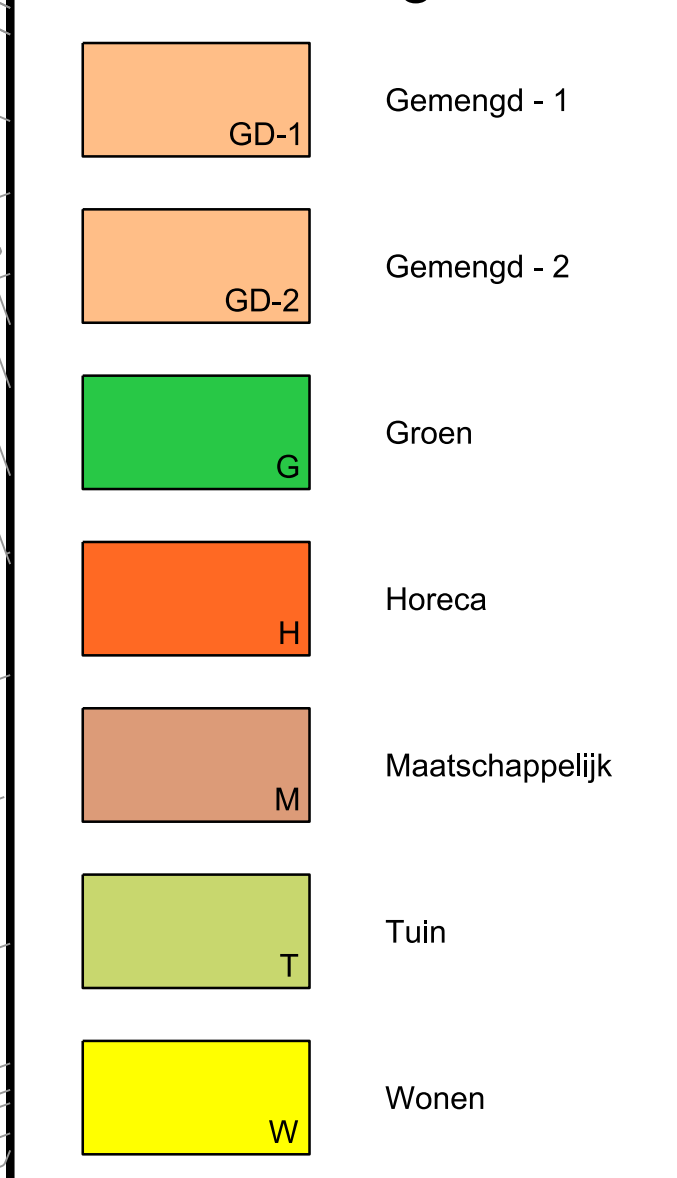 GD-1 Gemengd - 1
GD-2 Gemengd - 2
G Groen
H Horeca
M Maatschappelijk
T Tuin
W Wonen